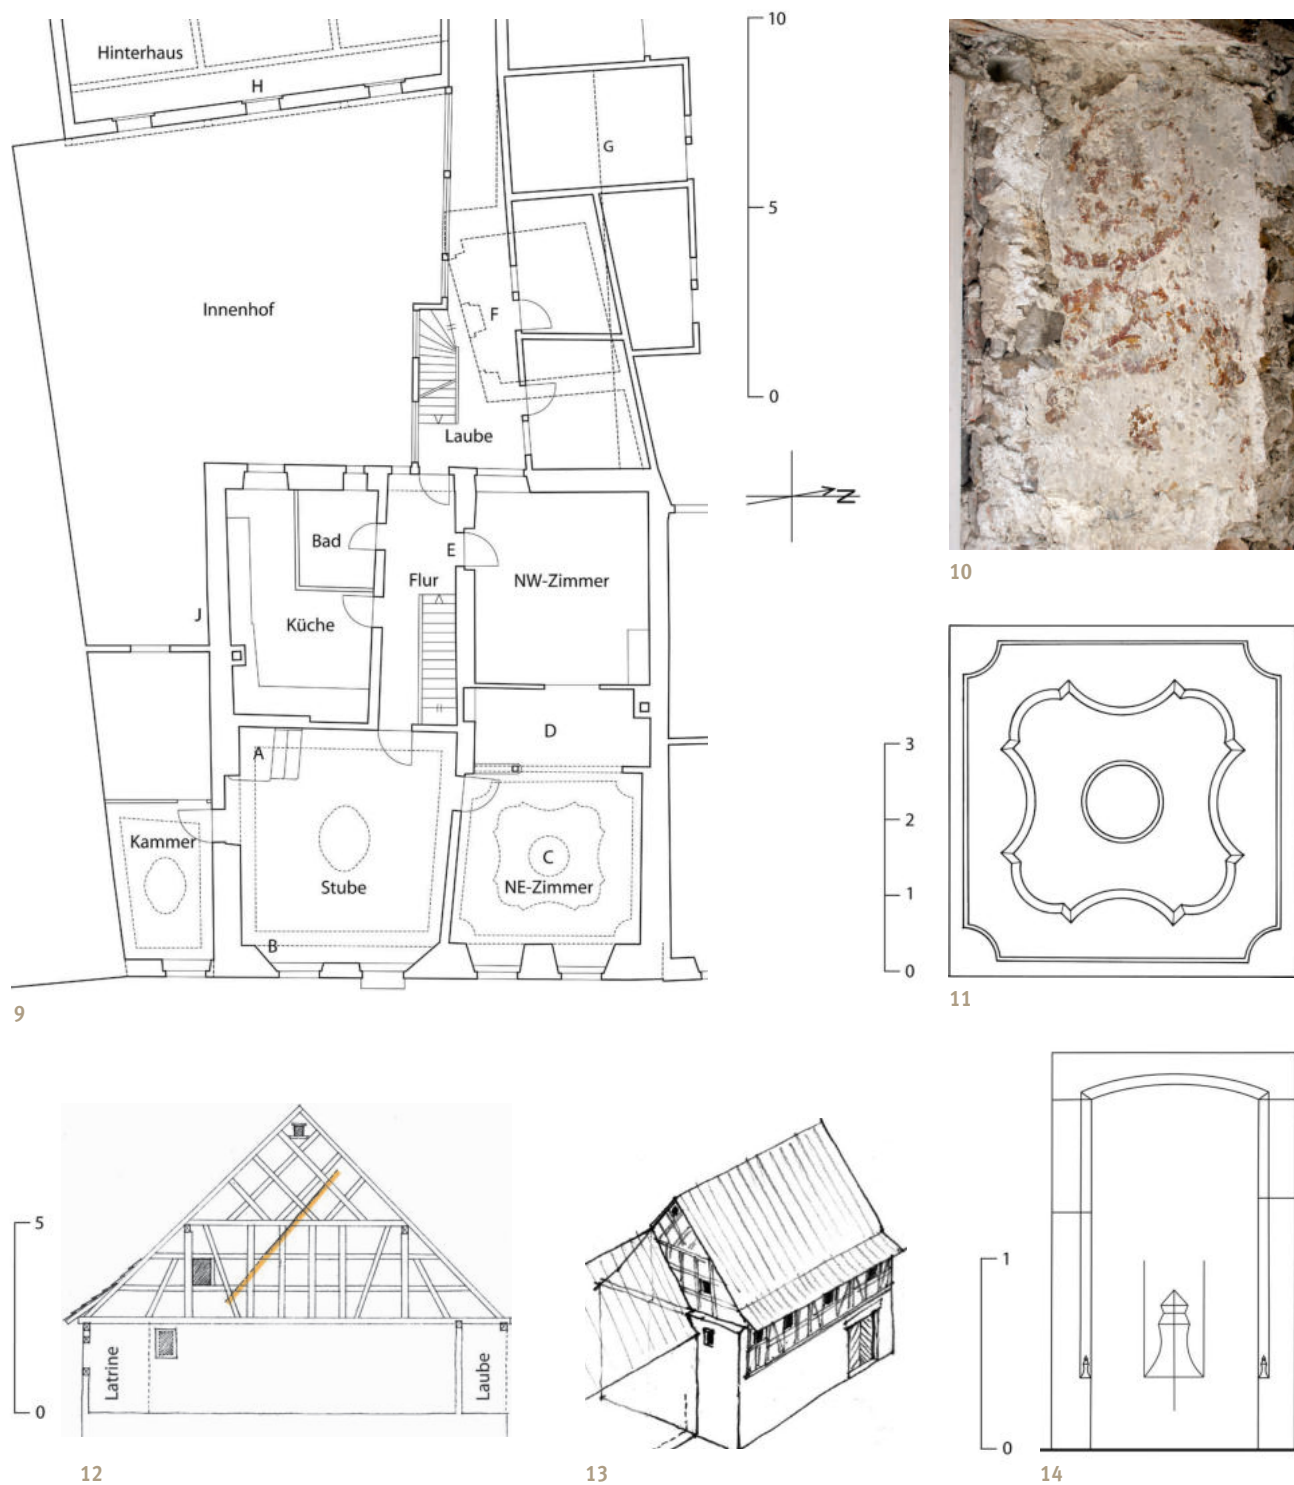 Hinterhaus
H
G
Innenhof
F
Laube
Bad
E
Flur
NW-Zimmer
J
Küche
D
A
Kammer
C
Stube
NE-Zimmer
B
9
10
5
0
N
10
3
2
1
0
11
5
0
Latrine
Laube
12
13
1
0
14